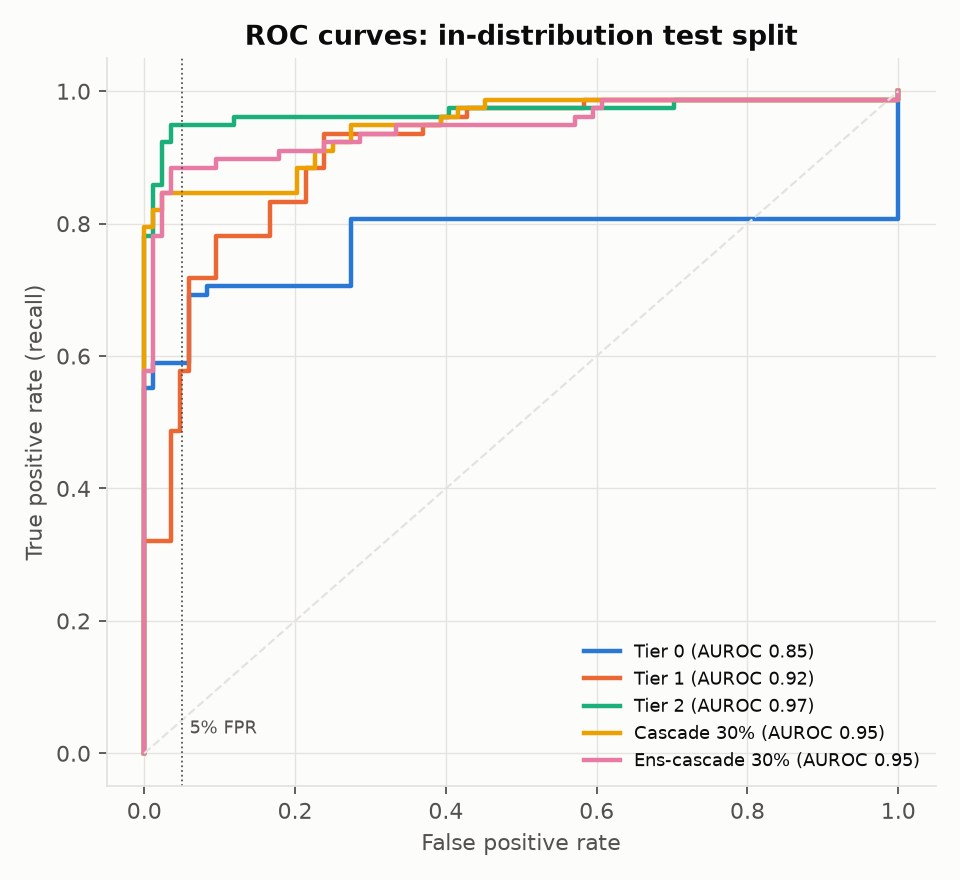 ROC curves: in-distribution test split
True positive rate (recall)
1.0
0.8
0.6
0.4
0.2
0.0
5% FPR
Tier 0 (AUROC 0.85)
Tier 1 (AUROC 0.92)
Tier 2 (AUROC 0.97)
Cascade 30% (AUROC 0.95)
Ens-cascade 30% (AUROC 0.95)
0.0 0.2 0.4 0.6 0.8 1.0
False positive rate